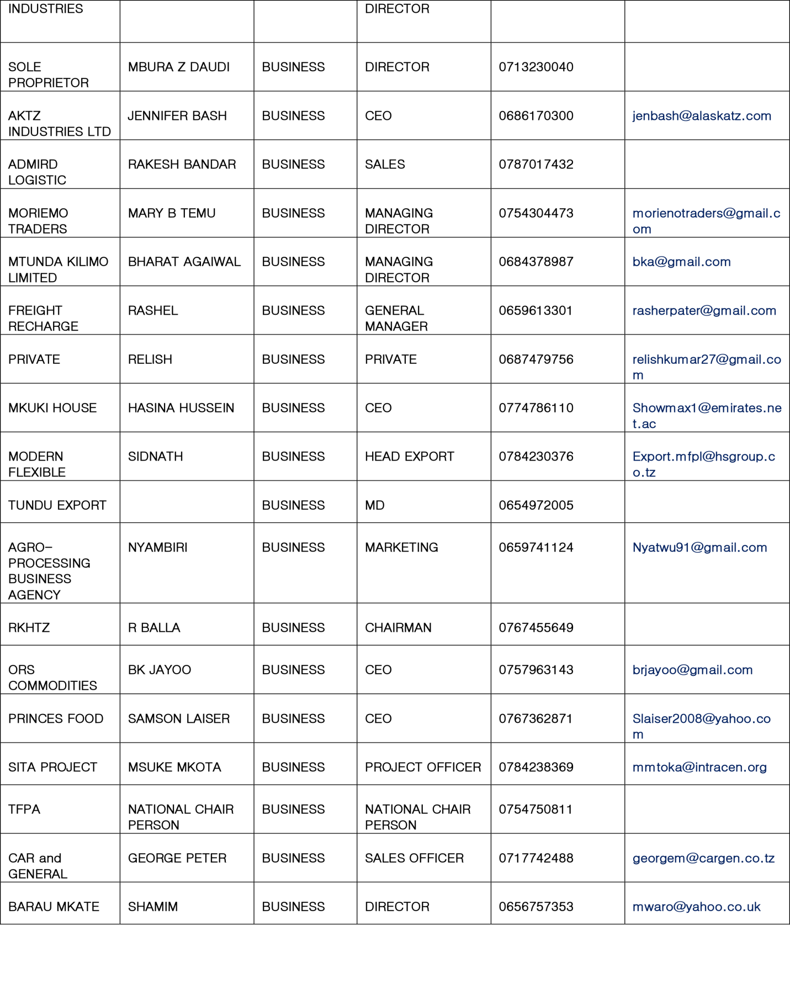 INDUSTRIES DIRECTOR
SOLE MBURA Z DAUDI BUSINESS DIRECTOR 0713230040
PROPRIETOR
AKTZ JENNIFER BASH BUSINESS CEO 0686170300 jenbash@alaskatz.com
INDUSTRIES LTD
ADMIRD RAKESH BANDAR BUSINESS SALES 0787017432
LOGISTIC
MORIEMO MARY B TEMU BUSINESS MANAGING 0754304473 morienotraders@gmail.c
TRADERS DIRECTOR om
MTUNDA KILIMO BHARAT AGAIWAL BUSINESS MANAGING 0684378987 bka@gmail.com
LIMITED DIRECTOR
FREIGHT RASHEL BUSINESS GENERAL 0659613301 rasherpater@gmail.com
RECHARGE MANAGER
PRIVATE RELISH BUSINESS PRIVATE 0687479756 relishkumar27@gmail.co
m
MKUKI HOUSE HASINA HUSSEIN BUSINESS CEO 0774786110 Showmax1@emirates.ne
t.ac
MODERN SIDNATH BUSINESS HEAD EXPORT 0784230376 Export.mfpl@hsgroup.c
FLEXIBLE o.tz
TUNDU EXPORT BUSINESS MD 0654972005
AGRO- NYAMBIRI BUSINESS MARKETING 0659741124 Nyatwu91@gmail.com
PROCESSING
BUSINESS
AGENCY
RKHTZ R BALLA BUSINESS CHAIRMAN 0767455649
ORS BK JAYOO BUSINESS CEO 0757963143 brjayoo@gmail.com
COMMODITIES
PRINCES FOOD SAMSON LAISER BUSINESS CEO 0767362871 Slaiser2008@yahoo.co
m
SITA PROJECT MSUKE MKOTA BUSINESS PROJECT OFFICER 0784238369 mmtoka@intracen.org
TFPA NATIONAL CHAIR BUSINESS NATIONAL CHAIR 0754750811
PERSON PERSON
CAR and GEORGE PETER BUSINESS SALES OFFICER 0717742488 georgem@cargen.co.tz
GENERAL
BARAU MKATE SHAMIM BUSINESS DIRECTOR 0656757353 mwaro@yahoo.co.uk